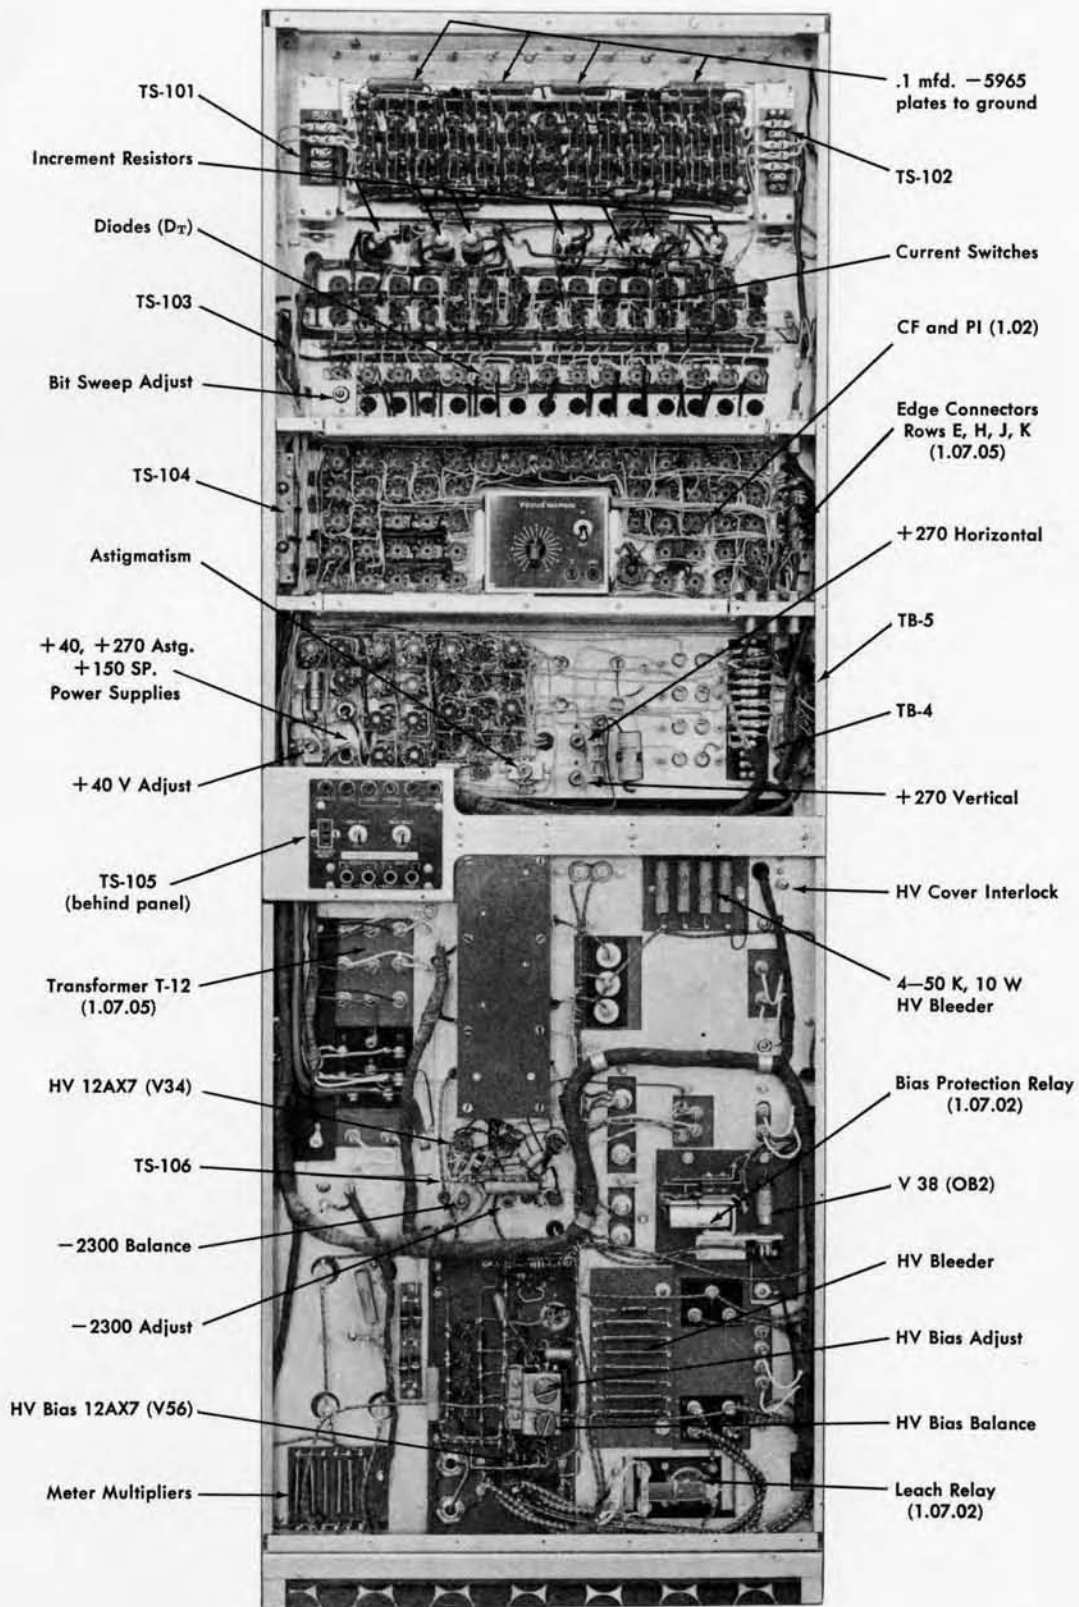 .1 mfd. —5965
plates to ground
TS-101
TS-102
Increment Resistors
Diodes (DT)
Current Switches
TS-103
CF and PI (1.02)
Bit Sweep Adjust
Edge Connectors
Rows E, H, J, K
(1.07.05)
TS-104
+270 Horizontal
Astigmatism
TB-5
+40, +270 Astg.
+150 SP.
Power Supplies
TB-4
+40 V Adjust
+270 Vertical
TS-105
(behind panel)
HV Cover Interlock
Transformer T-12
(1.07.05)
4—50 K, 10 W
HV Bleeder
HV 12AX7 (V34)
Bias Protection Relay
(1.07.02)
TS-106
V 38 (OB2)
—2300 Balance
HV Bleeder
—2300 Adjust
HV Bias Adjust
HV Bias 12AX7 (V56)
HV Bias Balance
Meter Multipliers
Leach Relay
(1.07.02)